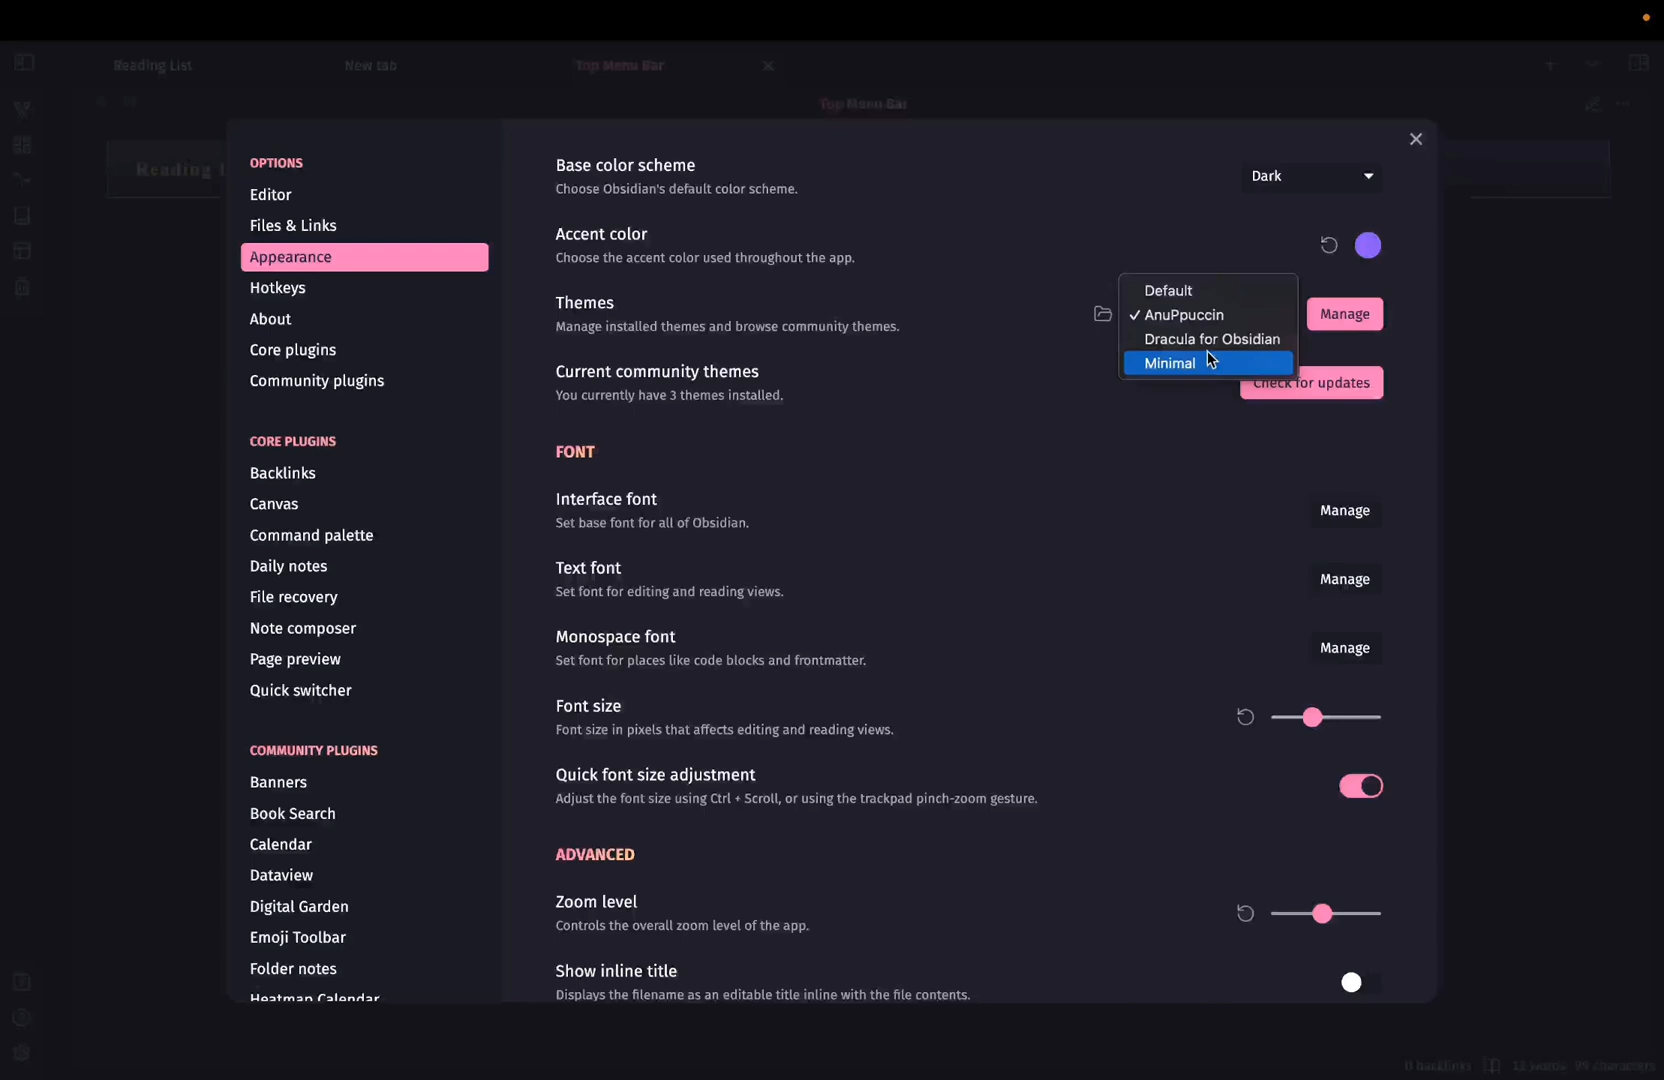 Reading List
New tab
Top Menu Bar
Top Menu Bar
Reading
OPTIONS
Editor
Files & Links
Appearance
Hotkeys
About
Core plugins
Community plugins
CORE PLUGINS
Backlinks
Canvas
Command palette
Daily notes
File recovery
Note composer
Page preview
Quick switcher
COMMUNITY PLUGINS
Banners
Book Search
Calendar
Dataview
Digital Garden
Emoji Toolbar
Folder notes
Heatmap Calendar
Base color scheme
Choose Obsidian's default color scheme.
Dark
Accent color
Choose the accent color used throughout the app.
Themes
Manage installed themes and browse community themes.
Default
✓ AnuPpuccin
Dracula for Obsidian
Minimal
Manage
Current community themes
You currently have 3 themes installed.
Check for updates
FONT
Interface font
Set base font for all of Obsidian.
Manage
Text font
Set font for editing and reading views.
Manage
Monospace font
Set font for places like code blocks and frontmatter.
Manage
Font size
Font size in pixels that affects editing and reading views.
Quick font size adjustment
Adjust the font size using Ctrl + Scroll, or using the trackpad pinch-zoom gesture.
ADVANCED
Zoom level
Controls the overall zoom level of the app.
Show inline title
Displays the filename as an editable title inline with the file contents.
0 backlinks
words
characters